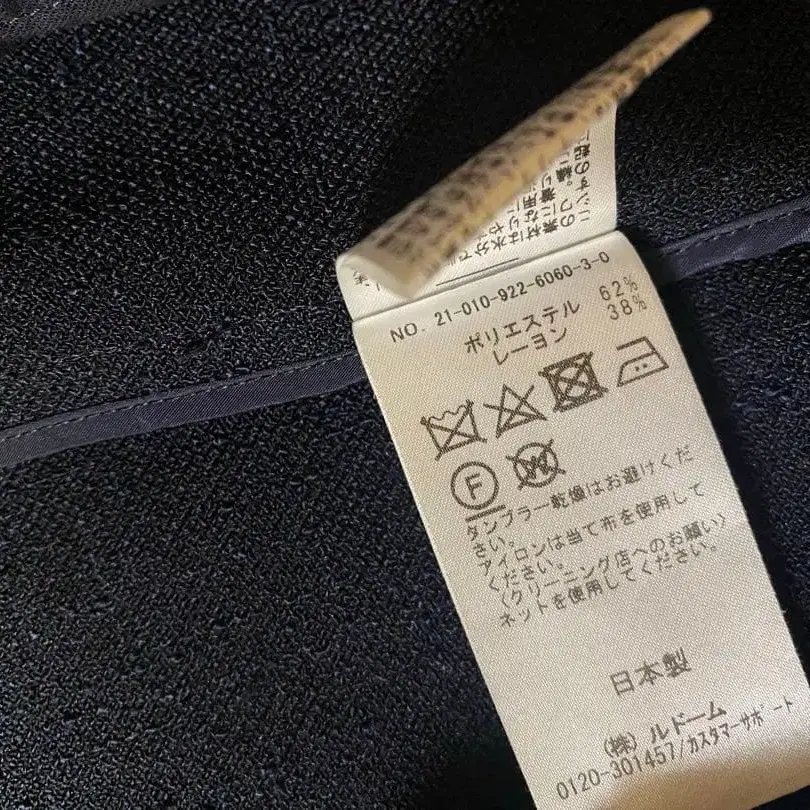 NO. 21-010-922-6060-3-0
ポリエステル 62%
レーヨン 38%
F
W
タンブラー乾燥はお避けくだ
さい。
アイロンは当て布を使用して
ください。
〈クリーニング店へのお願い〉
ネットを使用してください。
日本製
(株)ルドーム
0120-301457/カスタマーサポート